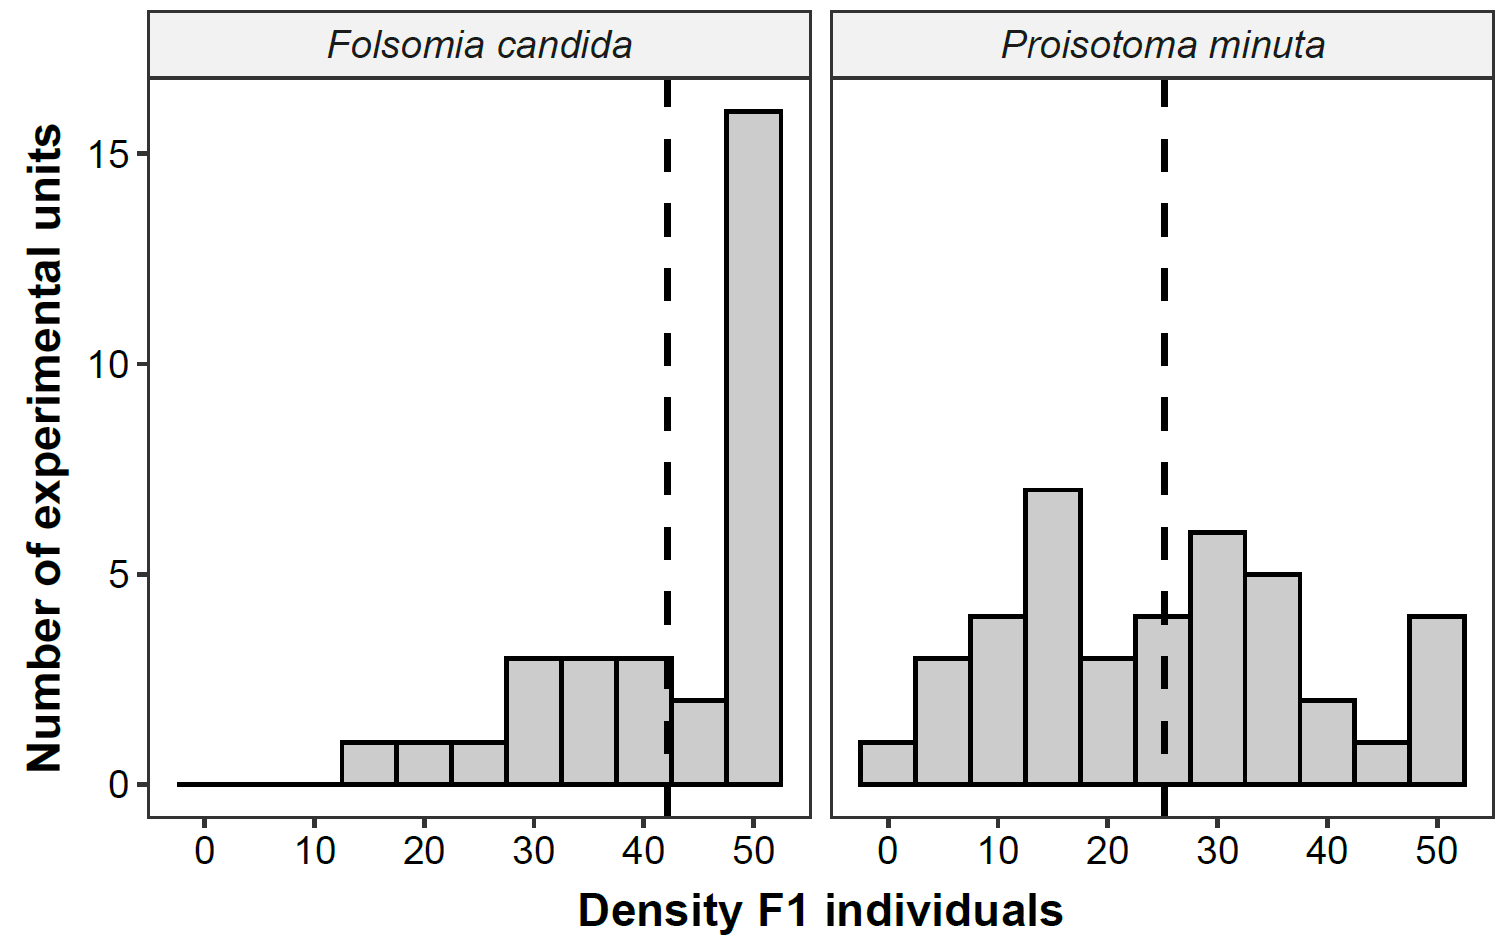 Folsomia candida
Proisotoma minuta
Number of experimental units
15
10
5
0
0 10 20 30 40 50
0 10 20 30 40 50
Density F1 individuals